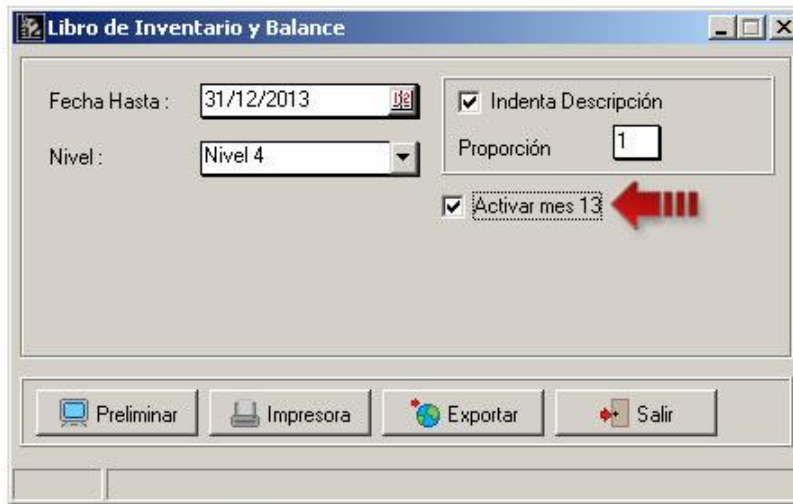 Libro de Inventario y Balance
Fecha Hasta : 31/12/2013
Indenta Descripción
Nivel : Nivel 4
Proporción 1
Activar mes 13
Preliminar Impresora Exportar Salir